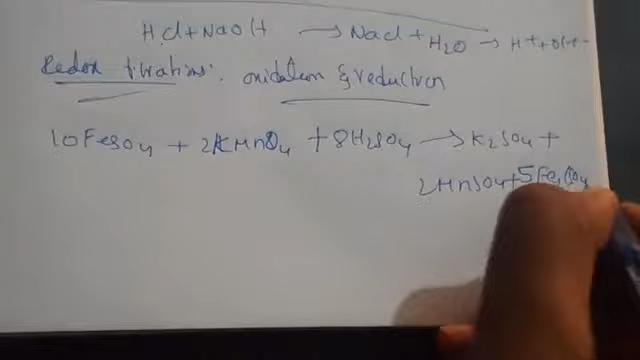 HCl + NaOH → NaCl + H2O → H+ + OH-
Redox titrations: oxidation & reduction
10FeSO4 + 2KMnO4 + 8H2SO4 → K2SO4 +
2MnSO4 + 5Fe2(SO4